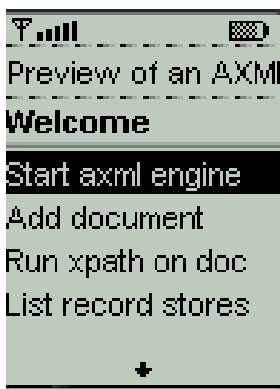 Preview of an AXML
Welcome
Start axml engine
Add document
Run xpath on doc
List record stores